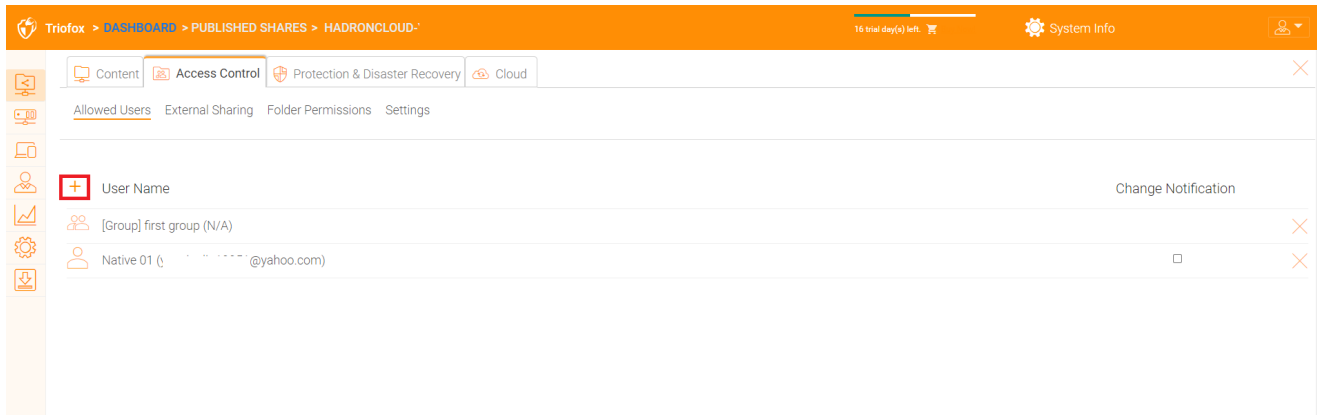 Triofox > DASHBOARD > PUBLISHED SHARES > HADRONCLOUD-'
16 trial day(s) left.
System Info
Content Access Control Protection & Disaster Recovery Cloud
Allowed Users External Sharing Folder Permissions Settings
+ User Name Change Notification
[Group] first group (N/A)
Native 01 ( @yahoo.com)